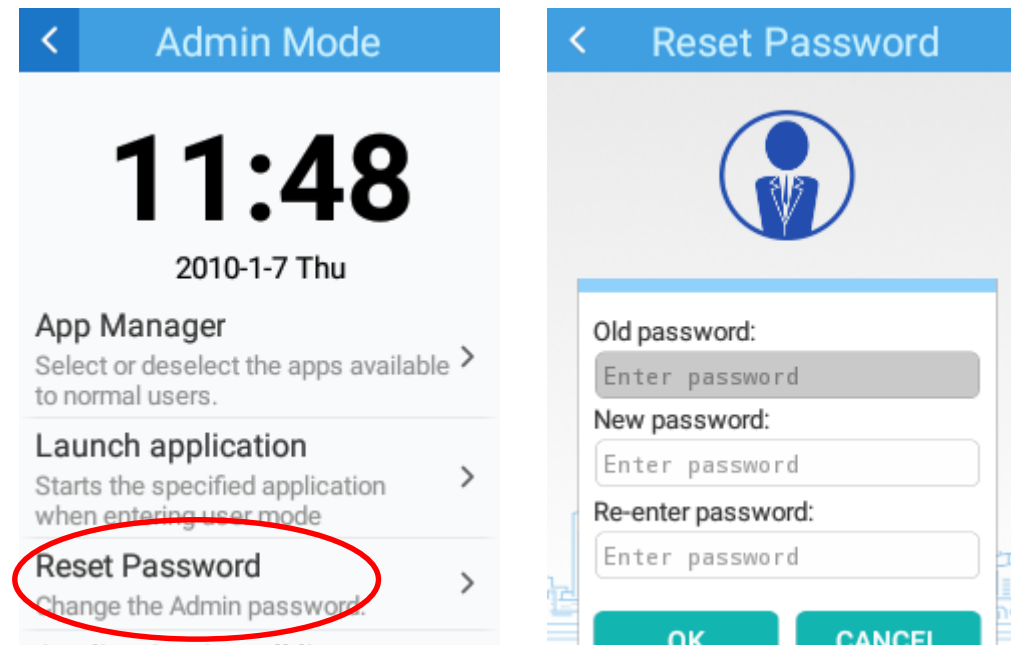 Admin Mode
11:48
2010-1-7 Thu
App Manager
Select or deselect the apps available
to normal users.
Launch application
Starts the specified application
when entering user mode
Reset Password
Change the Admin password.
Reset Password
Old password:
Enter password
New password:
Enter password
Re-enter password:
Enter password
OK
CANCEL